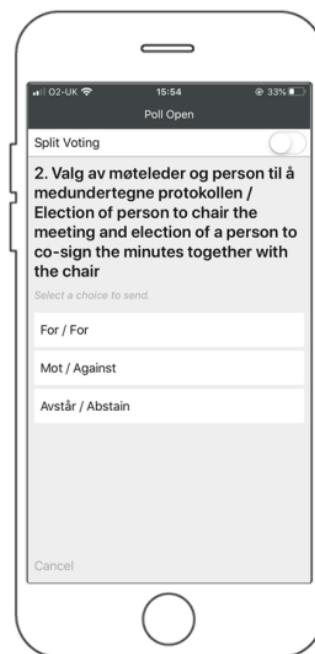 O2-UK 15:54 33%
Poll Open
Split Voting
2. Valg av møteleder og person til å
medundertegne protokollen /
Election of person to chair the
meeting and election of a person to
co-sign the minutes together with
the chair
Select a choice to send.
For / For
Mot / Against
Avstår / Abstain
Cancel